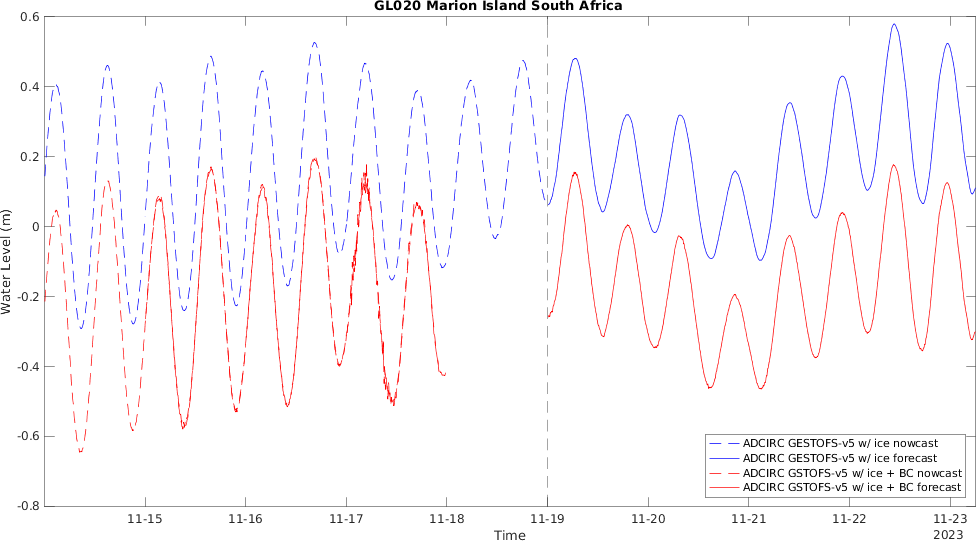 GL020 Marion Island South Africa
0.6
0.4
0.2
0
-0.2
-0.4
-0.6
-0.8
Water Level (m)
ADCIRC GESTOFS-v5 w/ ice nowcast
ADCIRC GESTOFS-v5 w/ ice forecast
ADCIRC GSTOFS-v5 w/ ice + BC nowcast
ADCIRC GSTOFS-v5 w/ ice + BC forecast
11-15 11-16 11-17 11-18 11-19 11-20 11-21 11-22 11-23
2023
Time